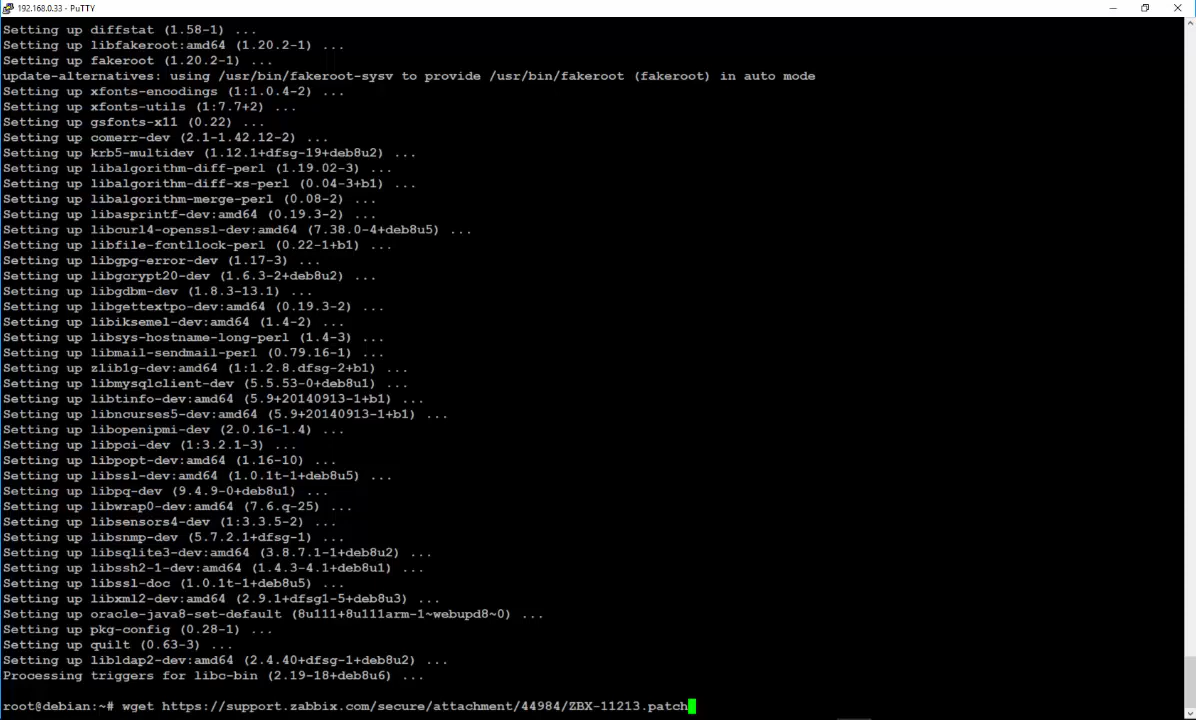 192.168.0.33 - PuTTY
Setting up diffstat (1.58-1) ...
Setting up libfakeroot:amd64 (1.20.2-1) ...
Setting up fakeroot (1.20.2-1) ...
update-alternatives: using /usr/bin/fakeroot-sysv to provide /usr/bin/fakeroot (fakeroot) in auto mode
Setting up xfonts-encodings (1:1.0.4-2) ...
Setting up xfonts-utils (1:7.7+2) ...
Setting up gsfonts-x11 (0.22) ...
Setting up comerr-dev (2.1-1.42.12-2) ...
Setting up krb5-multidev (1.12.1+dfsg-19+deb8u2) ...
Setting up libalgorithm-diff-perl (1.19.02-3) ...
Setting up libalgorithm-diff-xs-perl (0.04-3+b1) ...
Setting up libalgorithm-merge-perl (0.08-2) ...
Setting up libasprintf-dev:amd64 (0.19.3-2) ...
Setting up libcurl4-openssl-dev:amd64 (7.38.0-4+deb8u5) ...
Setting up libfile-fcntllock-perl (0.22-1+b1) ...
Setting up libgpg-error-dev (1.17-3) ...
Setting up libgcrypt20-dev (1.6.3-2+deb8u2) ...
Setting up libgdbm-dev (1.8.3-13.1) ...
Setting up libgettextpo-dev:amd64 (0.19.3-2) ...
Setting up libiksemel-dev:amd64 (1.4-2) ...
Setting up libsys-hostname-long-perl (1.4-3) ...
Setting up libmail-sendmail-perl (0.79.16-1) ...
Setting up zlib1g-dev:amd64 (1:1.2.8.dfsg-2+b1) ...
Setting up libmysqlclient-dev (5.5.53-0+deb8u1) ...
Setting up libtinfo-dev:amd64 (5.9+20140913-1+b1) ...
Setting up libncurses5-dev:amd64 (5.9+20140913-1+b1) ...
Setting up libopenipmi-dev (2.0.16-1.4) ...
Setting up libpci-dev (1:3.2.1-3) ...
Setting up libpopt-dev:amd64 (1.16-10) ...
Setting up libssl-dev:amd64 (1.0.1t-1+deb8u5) ...
Setting up libpq-dev (9.4.9-0+deb8u1) ...
Setting up libwrap0-dev:amd64 (7.6.q-25) ...
Setting up libsensors4-dev (1:3.3.5-2) ...
Setting up libsnmp-dev (5.7.2.1+dfsg-1) ...
Setting up libsqlite3-dev:amd64 (3.8.7.1-1+deb8u2) ...
Setting up libssh2-1-dev:amd64 (1.4.3-4.1+deb8u1) ...
Setting up libssl-doc (1.0.1t-1+deb8u5) ...
Setting up libxml2-dev:amd64 (2.9.1+dfsg1-5+deb8u3) ...
Setting up oracle-java8-set-default (8u111+8u111arm-1~webupd8~0) ...
Setting up pkg-config (0.28-1) ...
Setting up quilt (0.63-3) ...
Setting up libldap2-dev:amd64 (2.4.40+dfsg-1+deb8u2) ...
Processing triggers for libc-bin (2.19-18+deb8u6) ...
root@debian:~# wget https://support.zabbix.com/secure/attachment/44984/ZBX-11213.patch